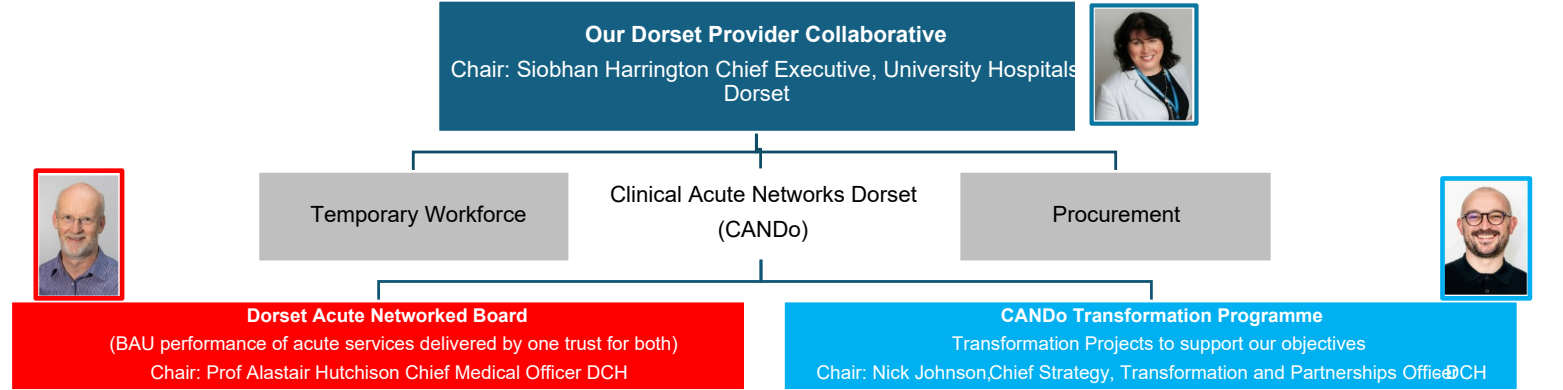 Our Dorset Provider Collaborative
Chair: Siobhan Harrington Chief Executive, University Hospitals
Dorset
Temporary Workforce
Clinical Acute Networks Dorset
(CANDo)
Procurement
Dorset Acute Networked Board
(BAU performance of acute services delivered by one trust for both)
Chair: Prof Alastair Hutchison Chief Medical Officer DCH
CANDo Transformation Programme
Transformation Projects to support our objectives
Chair: Nick Johnson,Chief Strategy, Transformation and Partnerships Officer DCH